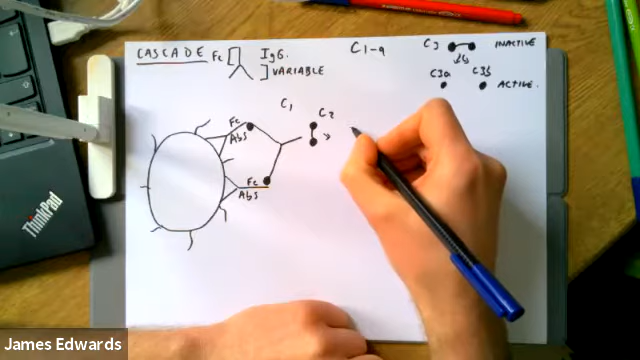 CASCADE
Fc
IgG.
VARIABLE
C1-q
C3
INACTIVE
C3a
C3b
ACTIVE.
C1
C2
Fc
Abs
Fc
Abs
ThinkPad
James Edwards